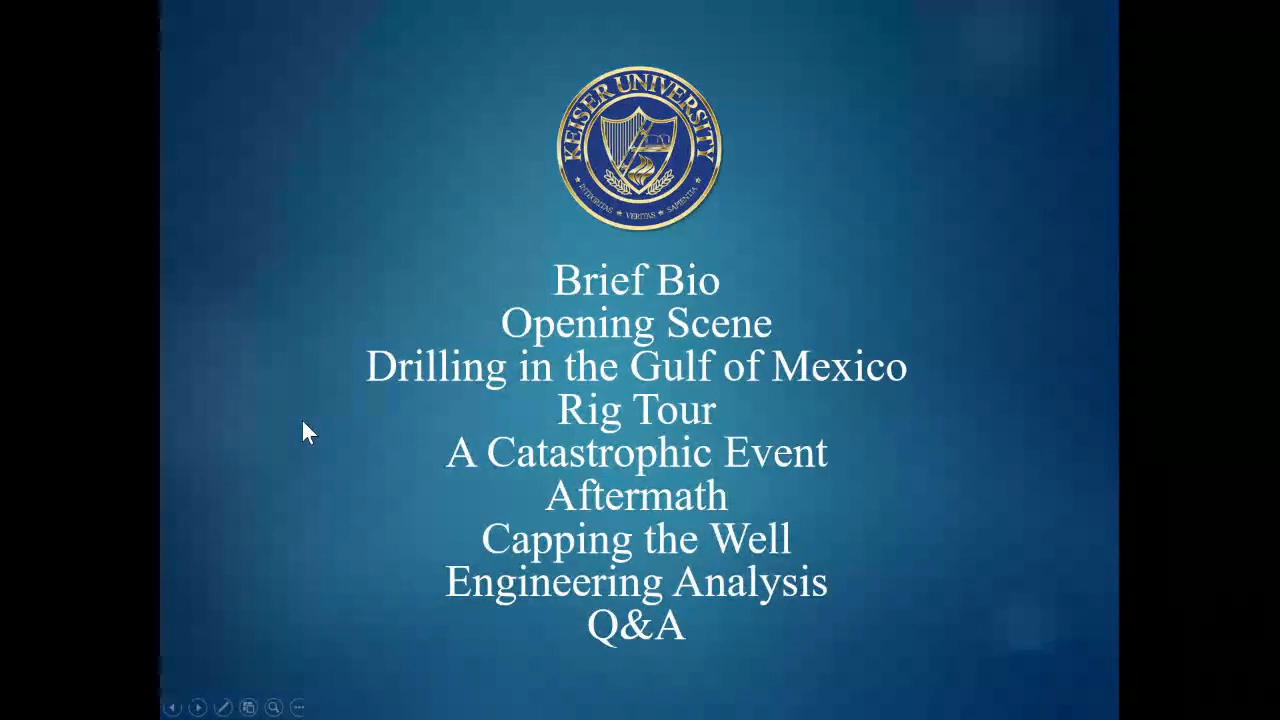 KEISER UNIVERSITY
INTEGRITAS ★ VERITAS ★ SAPIENTIA
Brief Bio
Opening Scene
Drilling in the Gulf of Mexico
Rig Tour
A Catastrophic Event
Aftermath
Capping the Well
Engineering Analysis
Q&A